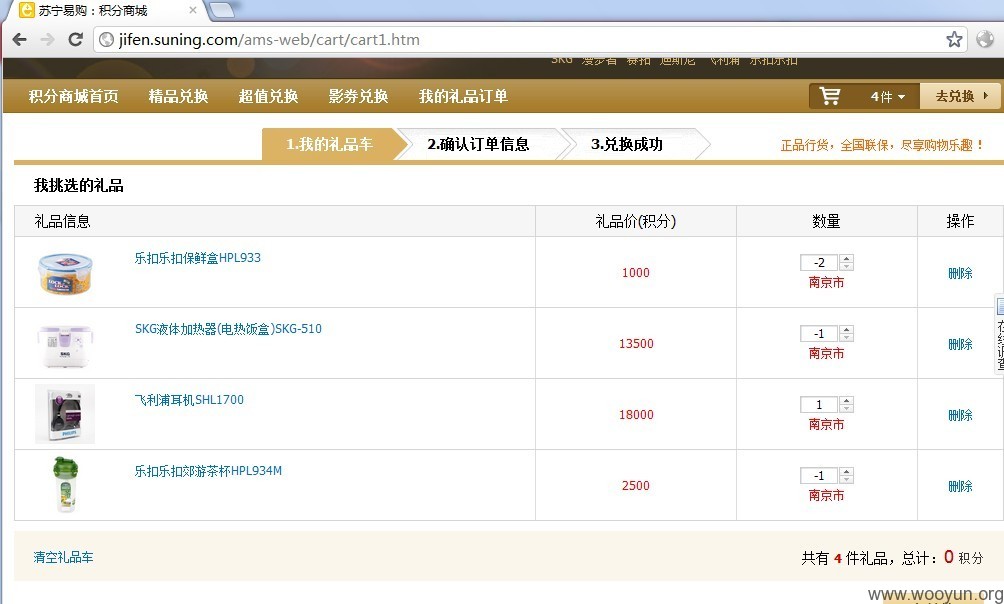 苏宁易购：积分商城
jifen.suning.com/ams-web/cart/cart1.htm
SKG 漫步者 赛拍 迪斯尼 飞利浦 乐扣乐扣
积分商城首页 精品兑换 超值兑换 影券兑换 我的礼品订单 4件 去兑换
1.我的礼品车 2.确认订单信息 3.兑换成功 正品行货，全国联保，尽享购物乐趣！
我挑选的礼品
礼品信息 礼品价(积分) 数量 操作
乐扣乐扣保鲜盒HPL933 1000 -2 南京市 删除
SKG液体加热器(电热饭盒)SKG-510 13500 -1 南京市 删除
飞利浦耳机SHL1700 18000 1 南京市 删除
乐扣乐扣郊游茶杯HPL934M 2500 -1 南京市 删除
在线调查
清空礼品车 共有 4 件礼品，总计：0 积分
www.wooyun.org